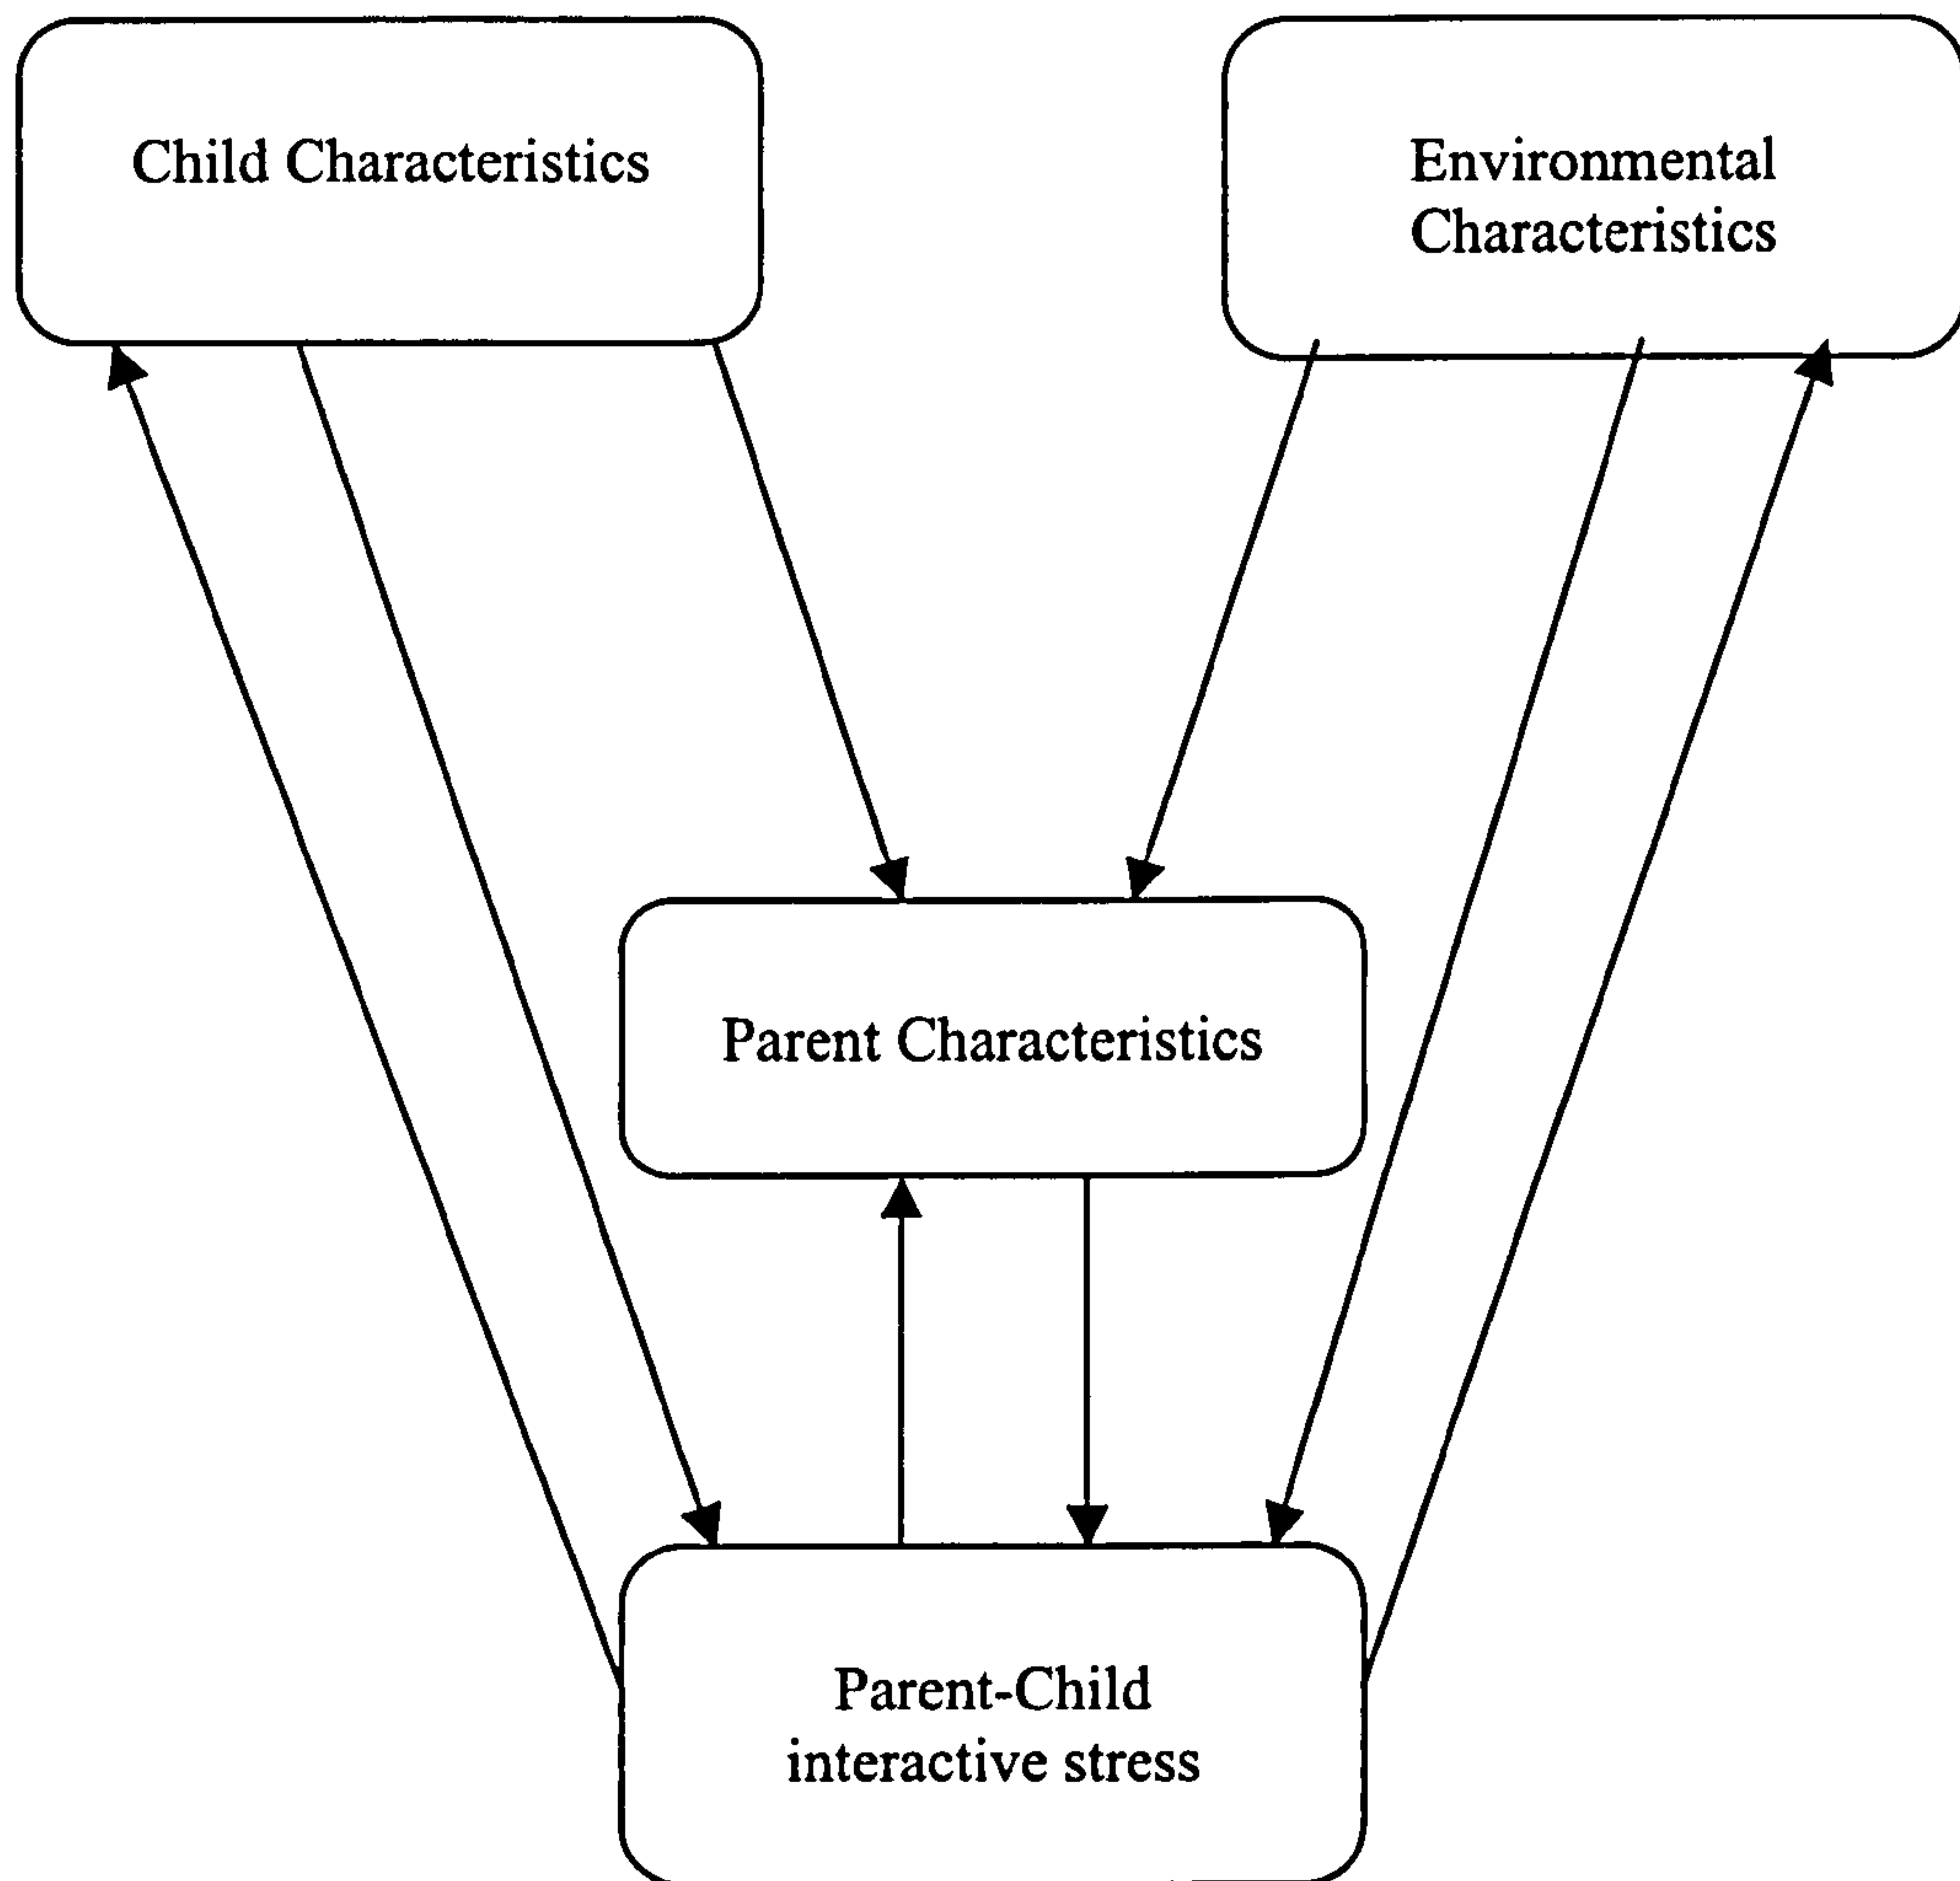 Child Characteristics
Environmental
Characteristics
Parent Characteristics
Parent-Child
interactive stress